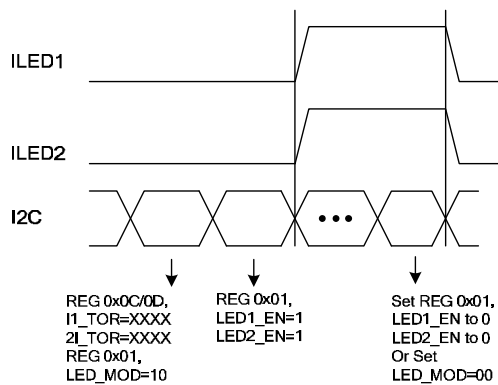 ILED1
ILED2
I2C
•••
REG 0x0C/0D,
I1_TOR=XXXX
2I_TOR=XXXX
REG 0x01,
LED_MOD=10
REG 0x01,
LED1_EN=1
LED2_EN=1
Set REG 0x01,
LED1_EN to 0
LED2_EN to 0
Or Set
LED_MOD=00